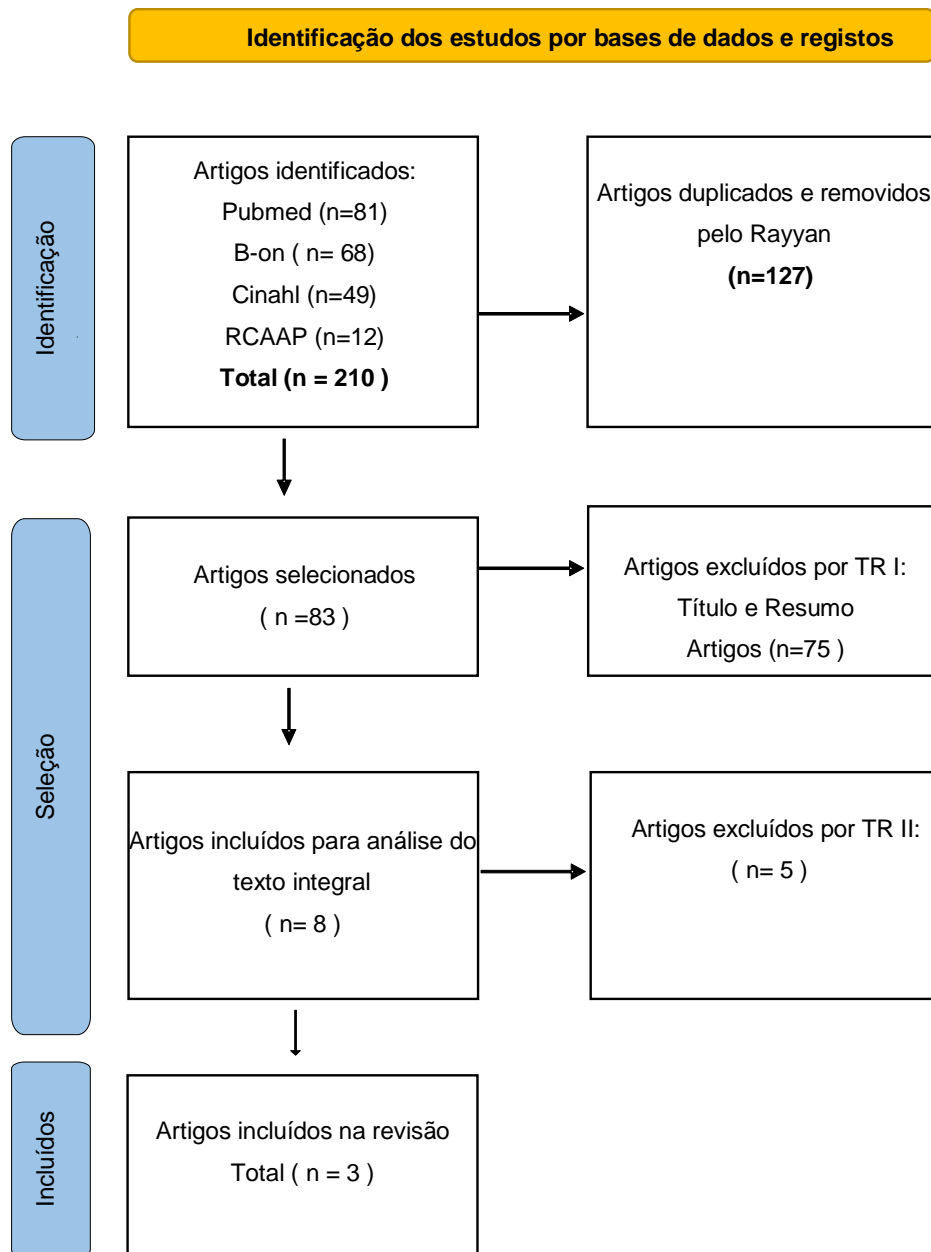 Identificação dos estudos por bases de dados e registos
Identificação
Artigos identificados:
Pubmed (n=81)
B-on ( n= 68)
Cinahl (n=49)
RCAAP (n=12)
Total (n = 210 )
Artigos duplicados e removidos
pelo Rayyan
(n=127)
Seleção
Artigos selecionados
( n =83 )
Artigos excluídos por TR I:
Título e Resumo
Artigos (n=75 )
Artigos incluídos para análise do
texto integral
( n= 8 )
Artigos excluídos por TR II:
( n= 5 )
Incluídos
Artigos incluídos na revisão
Total ( n = 3 )